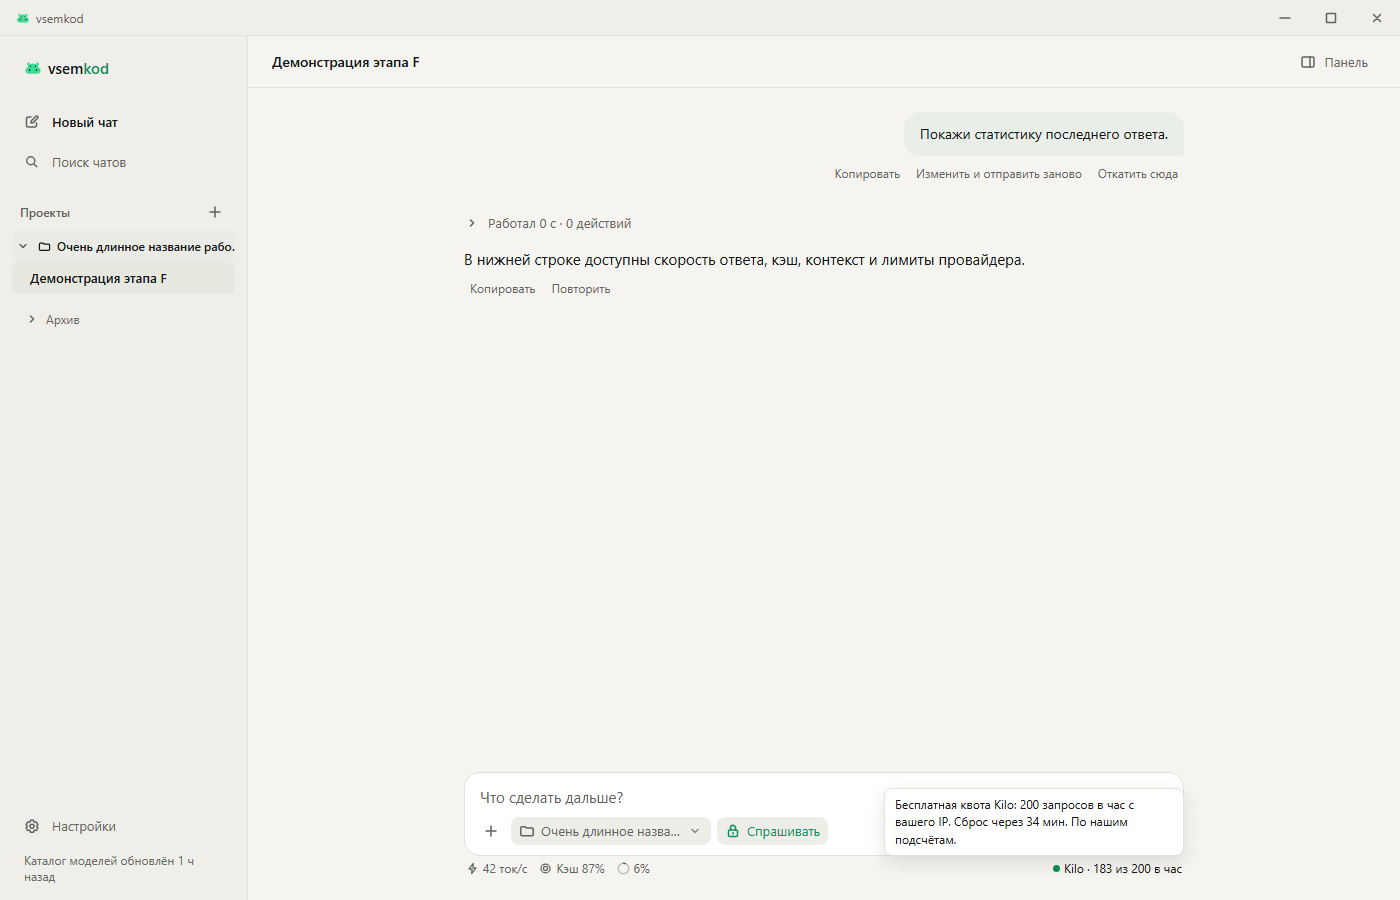 vsemkod
vsemkod
Новый чат
Поиск чатов
Проекты
Очень длинное название рабо.
Демонстрация этапа F
Архив
Настройки
Каталог моделей обновлён 1 ч
назад
Демонстрация этапа F
Панель
Покажи статистику последнего ответа.
Копировать Изменить и отправить заново Откатить сюда
Работал 0 с · 0 действий
В нижней строке доступны скорость ответа, кэш, контекст и лимиты провайдера.
Копировать Повторить
Что сделать дальше?
Очень длинное назва... Спрашивать
Бесплатная квота Kilo: 200 запросов в час с
вашего IP. Сброс через 34 мин. По нашим
подсчётам.
42 ток/с Кэш 87% 6%
Kilo · 183 из 200 в час